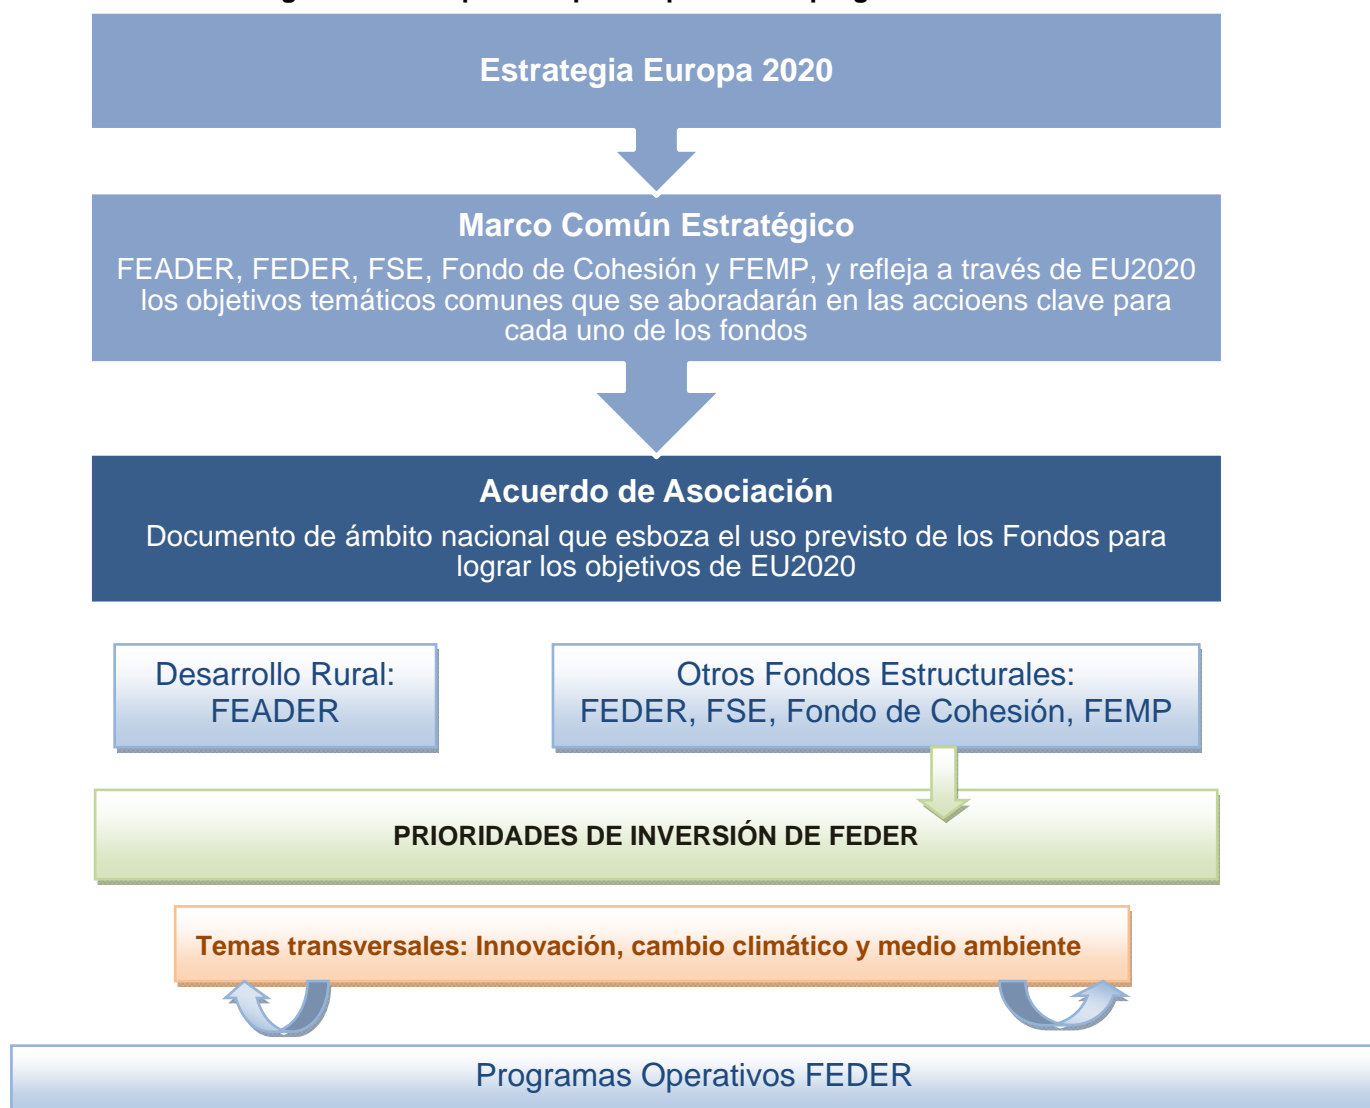 Estrategia Europa 2020
Marco Común Estratégico
FEADER, FEDER, FSE, Fondo de Cohesión y FEMP, y refleja a través de EU2020
los objetivos temáticos comunes que se aboradarán en las accioens clave para
cada uno de los fondos
Acuerdo de Asociación
Documento de ámbito nacional que esboza el uso previsto de los Fondos para
lograr los objetivos de EU2020
Desarrollo Rural:
FEADER
Otros Fondos Estructurales:
FEDER, FSE, Fondo de Cohesión, FEMP
PRIORIDADES DE INVERSIÓN DE FEDER
Temas transversales: Innovación, cambio climático y medio ambiente
Programas Operativos FEDER